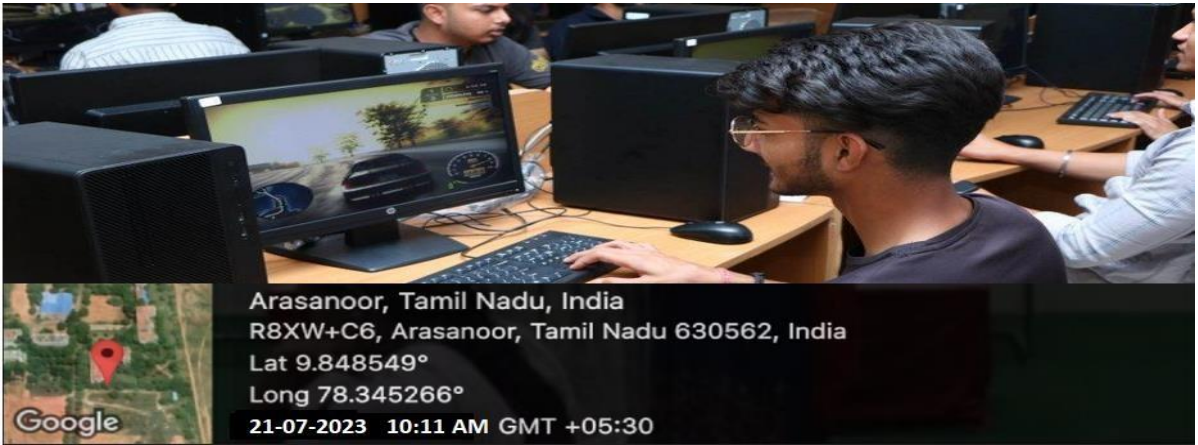 Arasanoor, Tamil Nadu, India
R8XW+C6, Arasanoor, Tamil Nadu 630562, India
Lat 9.848549°
Long 78.345266°
21-07-2023 10:11 AM GMT +05:30
Google